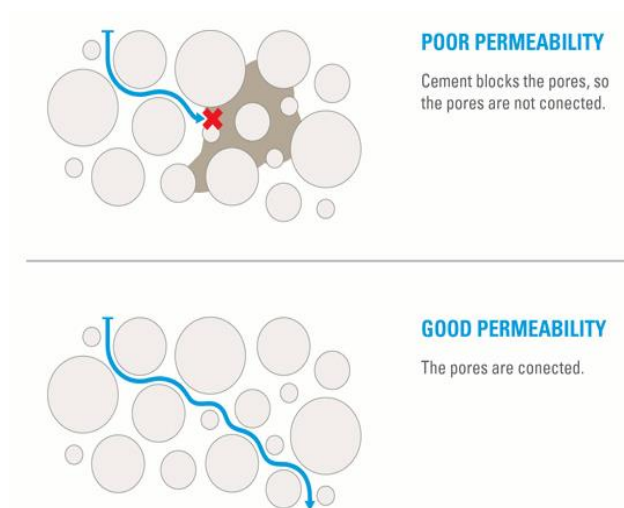 POOR PERMEABILITY
Cement blocks the pores, so
the pores are not conected.
GOOD PERMEABILITY
The pores are conected.